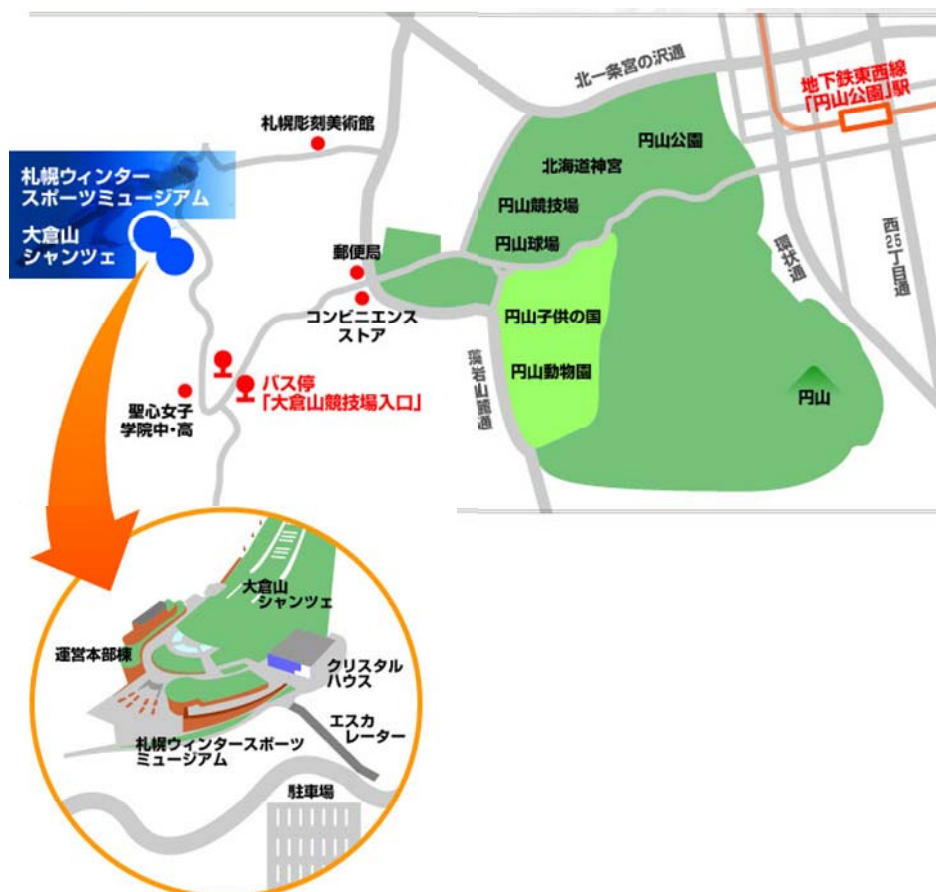 北一条宮の沢通
地下鉄東西線
「円山公園」駅
札幌彫刻美術館
円山公園
北海道神宮
札幌ウィンター
スポーツミュージアム
円山競技場
大倉山
シャンツェ
円山球場
郵便局
環状通
西25丁目通
コンビニエンス
ストア
円山子供の国
藻岩山麓通
円山動物園
バス停
「大倉山競技場入口」
円山
聖心女子
学院中・高
大倉山
シャンツェ
運営本部棟
クリスタル
ハウス
エスカ
レーター
札幌ウィンタースポーツ
ミュージアム
駐車場